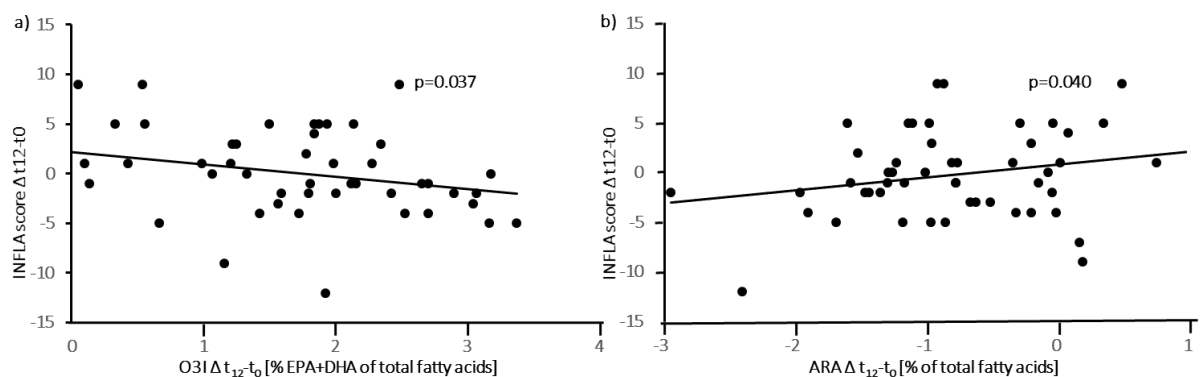 a)
INFLA score Δ t12-t0
15
10
5
0
-5
-10
-15
p=0.037
0 1 2 3 4
O3I Δ t₁₂-t₀ [% EPA+DHA of total fatty acids]
b)
INFLA score Δ t12-t0
15
10
5
0
-5
-10
-15
p=0.040
-3 -2 -1 0 1
ARA Δ t₁₂-t₀ [% of total fatty acids]